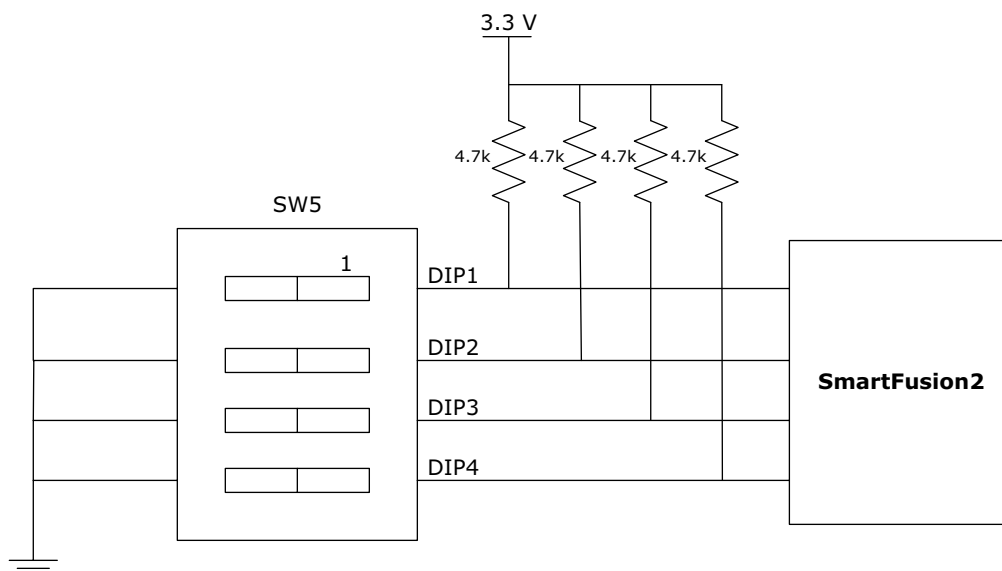 3.3 V
4.7k 4.7k 4.7k 4.7k
SW5
1
DIP1
DIP2
SmartFusion2
DIP3
DIP4